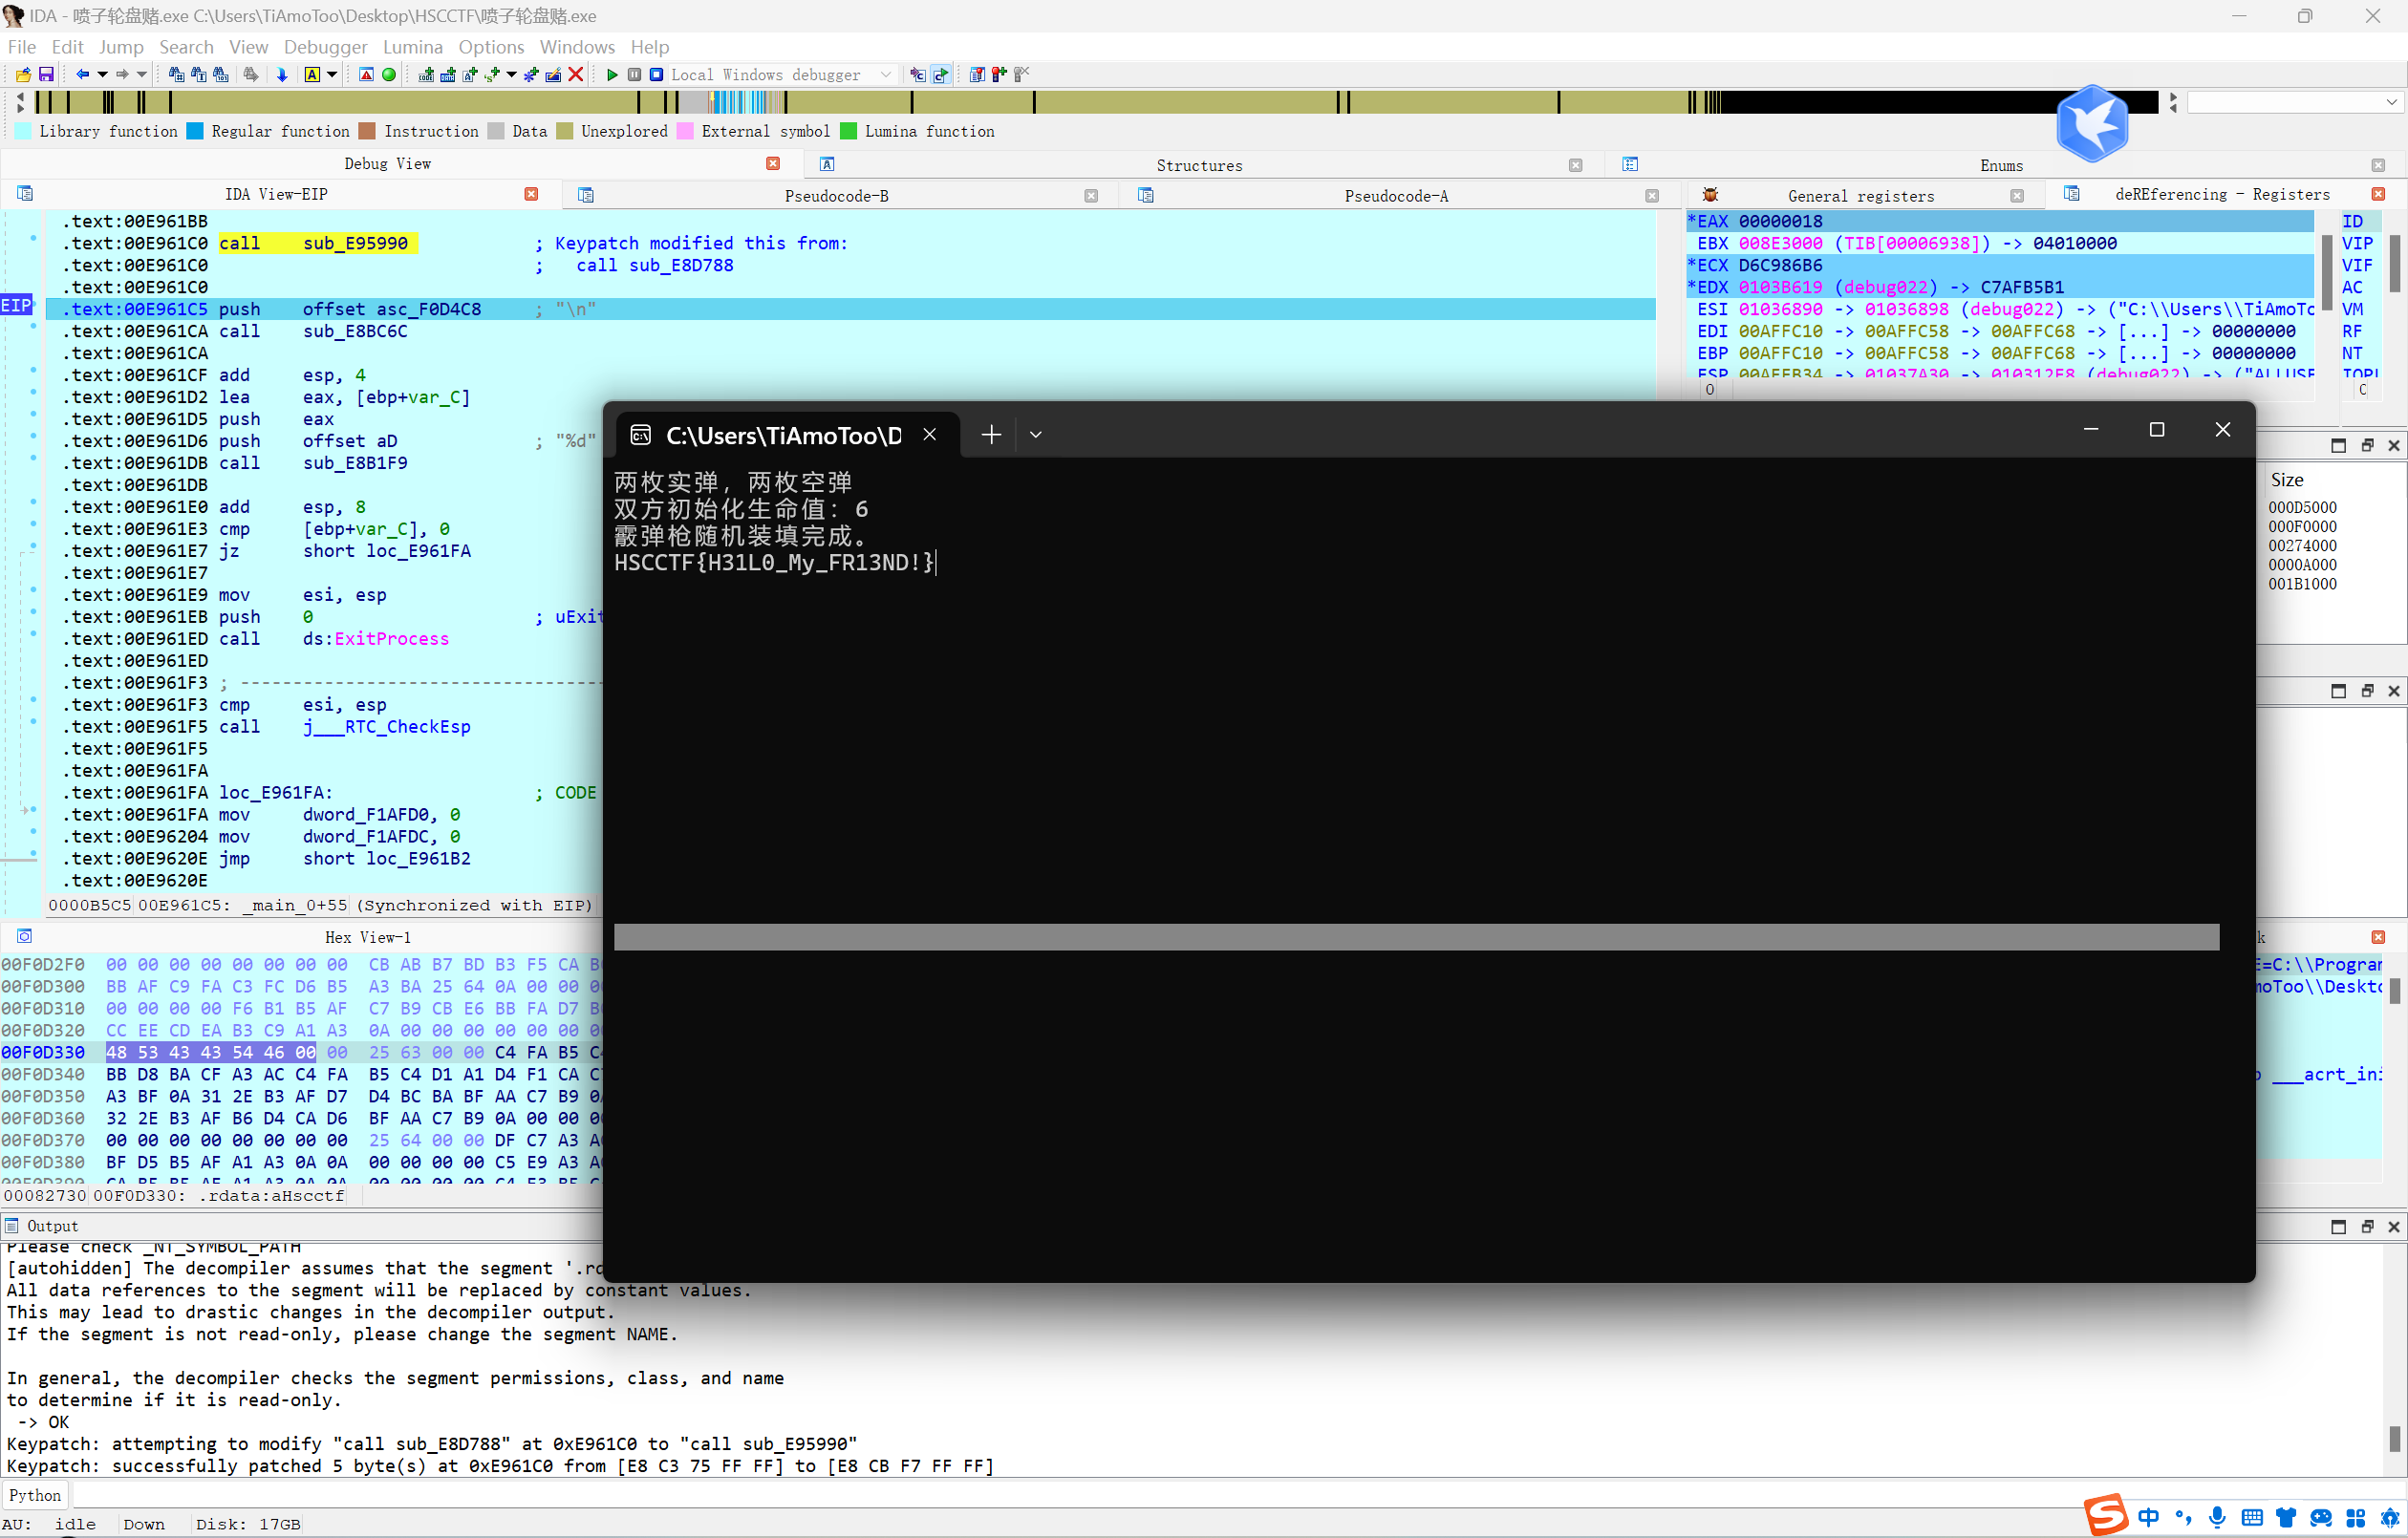 IDA - 喷子轮盘赌.exe C:\Users\TiAmoToo\Desktop\HSCCTF\喷子轮盘赌.exe
File Edit Jump Search View Debugger Lumina Options Windows Help
Local Windows debugger
Library function Regular function Instruction Data Unexplored External symbol Lumina function
Debug View Structures Enums
IDA View-EIP Pseudocode-B Pseudocode-A General registers deREferencing - Registers
.text:00E961BB
.text:00E961C0 call sub_E95990 ; Keypatch modified this from:
.text:00E961C0 ; call sub_E8D788
.text:00E961C0
EIP .text:00E961C5 push offset asc_F0D4C8 ; "\n"
.text:00E961CA call sub_E8BC6C
.text:00E961CA
.text:00E961CF add esp, 4
.text:00E961D2 lea eax, [ebp+var_C]
.text:00E961D5 push eax
.text:00E961D6 push offset aD ; "%d"
.text:00E961DB call sub_E8B1F9
.text:00E961DB
.text:00E961E0 add esp, 8
.text:00E961E3 cmp [ebp+var_C], 0
.text:00E961E7 jz short loc_E961FA
.text:00E961E7
.text:00E961E9 mov esi, esp
.text:00E961EB push 0 ; uExit
.text:00E961ED call ds:ExitProcess
.text:00E961ED
.text:00E961F3 ; ----------------------------------
.text:00E961F3 cmp esi, esp
.text:00E961F5 call j___RTC_CheckEsp
.text:00E961F5
.text:00E961FA
.text:00E961FA loc_E961FA: ; CODE
.text:00E961FA mov dword_F1AFD0, 0
.text:00E96204 mov dword_F1AFDC, 0
.text:00E9620E jmp short loc_E961B2
.text:00E9620E
0000B5C5 00E961C5: _main_0+55 (Synchronized with EIP)
*EAX 00000018
EBX 008E3000 (TIB[00006938]) -> 04010000
*ECX D6C986B6
*EDX 0103B619 (debug022) -> C7AFB5B1
ESI 01036890 -> 01036898 (debug022) -> ("C:\\Users\\TiAmoTo
EDI 00AFFC10 -> 00AFFC58 -> 00AFFC68 -> [...] -> 00000000
EBP 00AFFC10 -> 00AFFC58 -> 00AFFC68 -> [...] -> 00000000
ESP 00AFFB34 -> 01037A30 -> 010312E8 (debug022) -> ("ALLUSE
ID
VIP
VIF
AC
VM
RF
NT
IOPL
C:\Users\TiAmoToo\D
两枚实弹，两枚空弹
双方初始化生命值：6
霰弹枪随机装填完成。
HSCCTF{H31L0_My_FR13ND!}
Size
000D5000
000F0000
00274000
0000A000
001B1000
Hex View-1
00F0D2F0 00 00 00 00 00 00 00 00 CB AB B7 BD B3 F5 CA
00F0D300 BB AF C9 FA C3 FC D6 B5 A3 BA 25 64 0A 00 00
00F0D310 00 00 00 00 F6 B1 B5 AF C7 B9 CB E6 BB FA D7
00F0D320 CC EE CD EA B3 C9 A1 A3 0A 00 00 00 00 00 00
00F0D330 48 53 43 43 54 46 00 00 25 63 00 00 C4 FA B5
00F0D340 BB D8 BA CF A3 AC C4 FA B5 C4 D1 A1 D4 F1 CA
00F0D350 A3 BF 0A 31 2E B3 AF D7 D4 BC BA BF AA C7 B9
00F0D360 32 2E B3 AF B6 D4 CA D6 BF AA C7 B9 0A 00 00
00F0D370 00 00 00 00 00 00 00 00 25 64 00 00 DF C7 A3
00F0D380 BF D5 B5 AF A1 A3 0A 0A 00 00 00 00 C5 E9 A3
00082730 00F0D330: .rdata:aHscctf
E=C:\\Program
moToo\\Deskto
___acrt_ini
Output
Please check _NT_SYMBOL_PATH
[autohidden] The decompiler assumes that the segment '.rd
All data references to the segment will be replaced by constant values.
This may lead to drastic changes in the decompiler output.
If the segment is not read-only, please change the segment NAME.
In general, the decompiler checks the segment permissions, class, and name
to determine if it is read-only.
-> OK
Keypatch: attempting to modify "call sub_E8D788" at 0xE961C0 to "call sub_E95990"
Keypatch: successfully patched 5 byte(s) at 0xE961C0 from [E8 C3 75 FF FF] to [E8 CB F7 FF FF]
Python
AU: idle Down Disk: 17GB
中